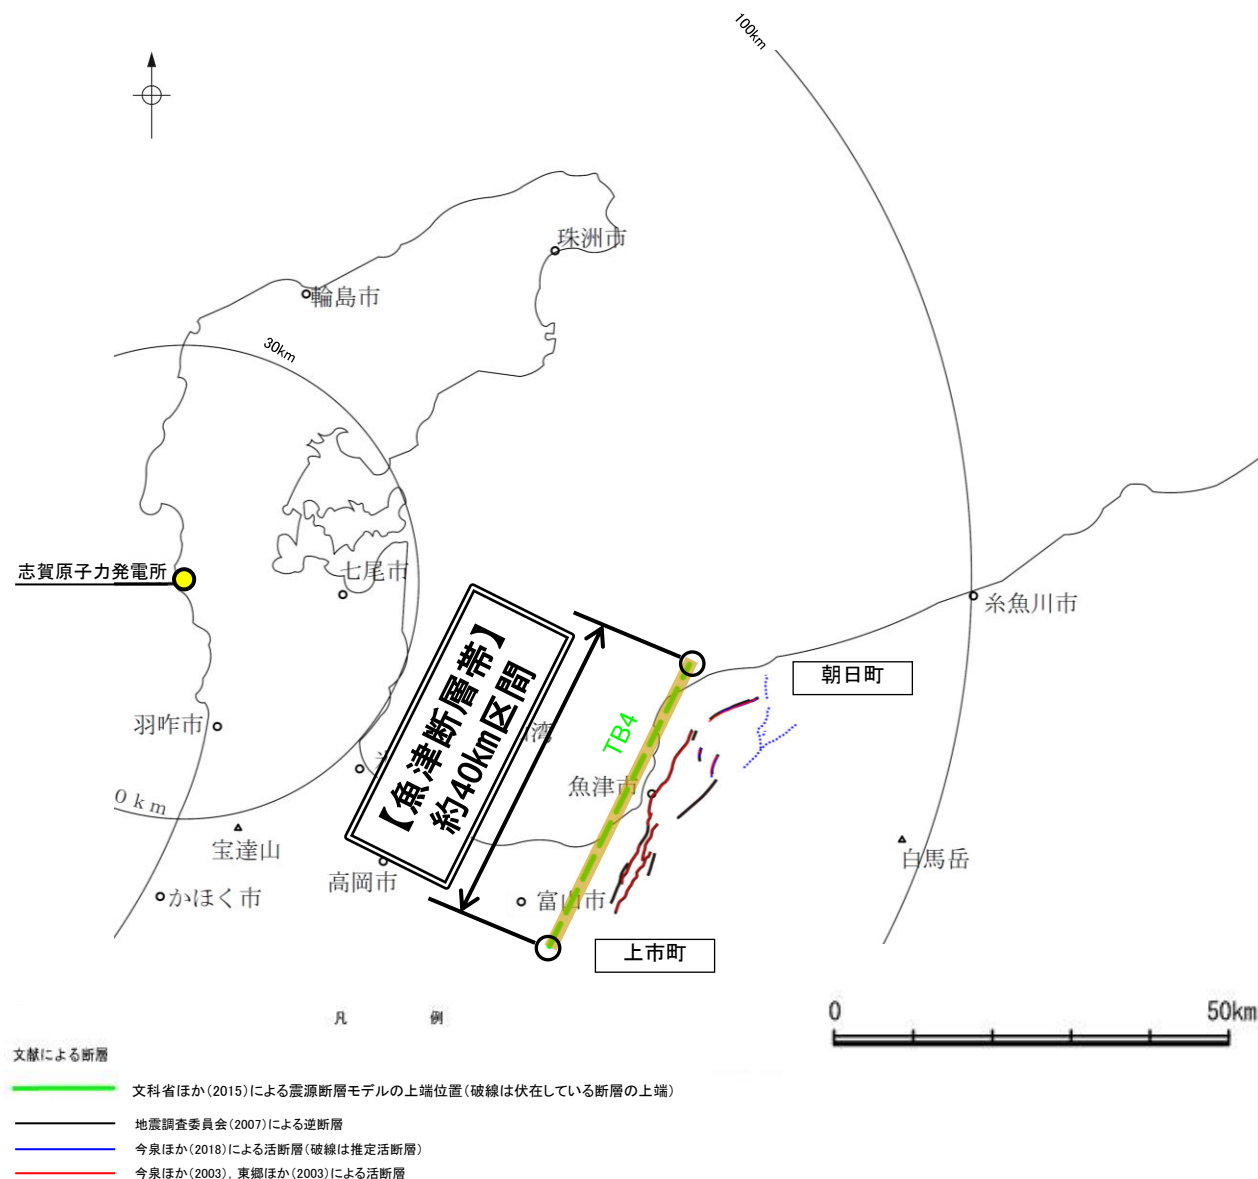 100km
珠洲市
輪島市
30km
志賀原子力発電所
七尾市
糸魚川市
【魚津断層帯】
約40km区間
朝日町
羽咋市
湾
TB4
魚津市
0km
宝達山
白馬岳
高岡市
かほく市
富山市
上市町
0 50km
凡 例
文献による断層
文科省ほか(2015)による震源断層モデルの上端位置(破線は伏在している断層の上端)
地震調査委員会(2007)による逆断層
今泉ほか(2018)による活断層(破線は推定活断層)
今泉ほか(2003), 東郷ほか(2003)による活断層